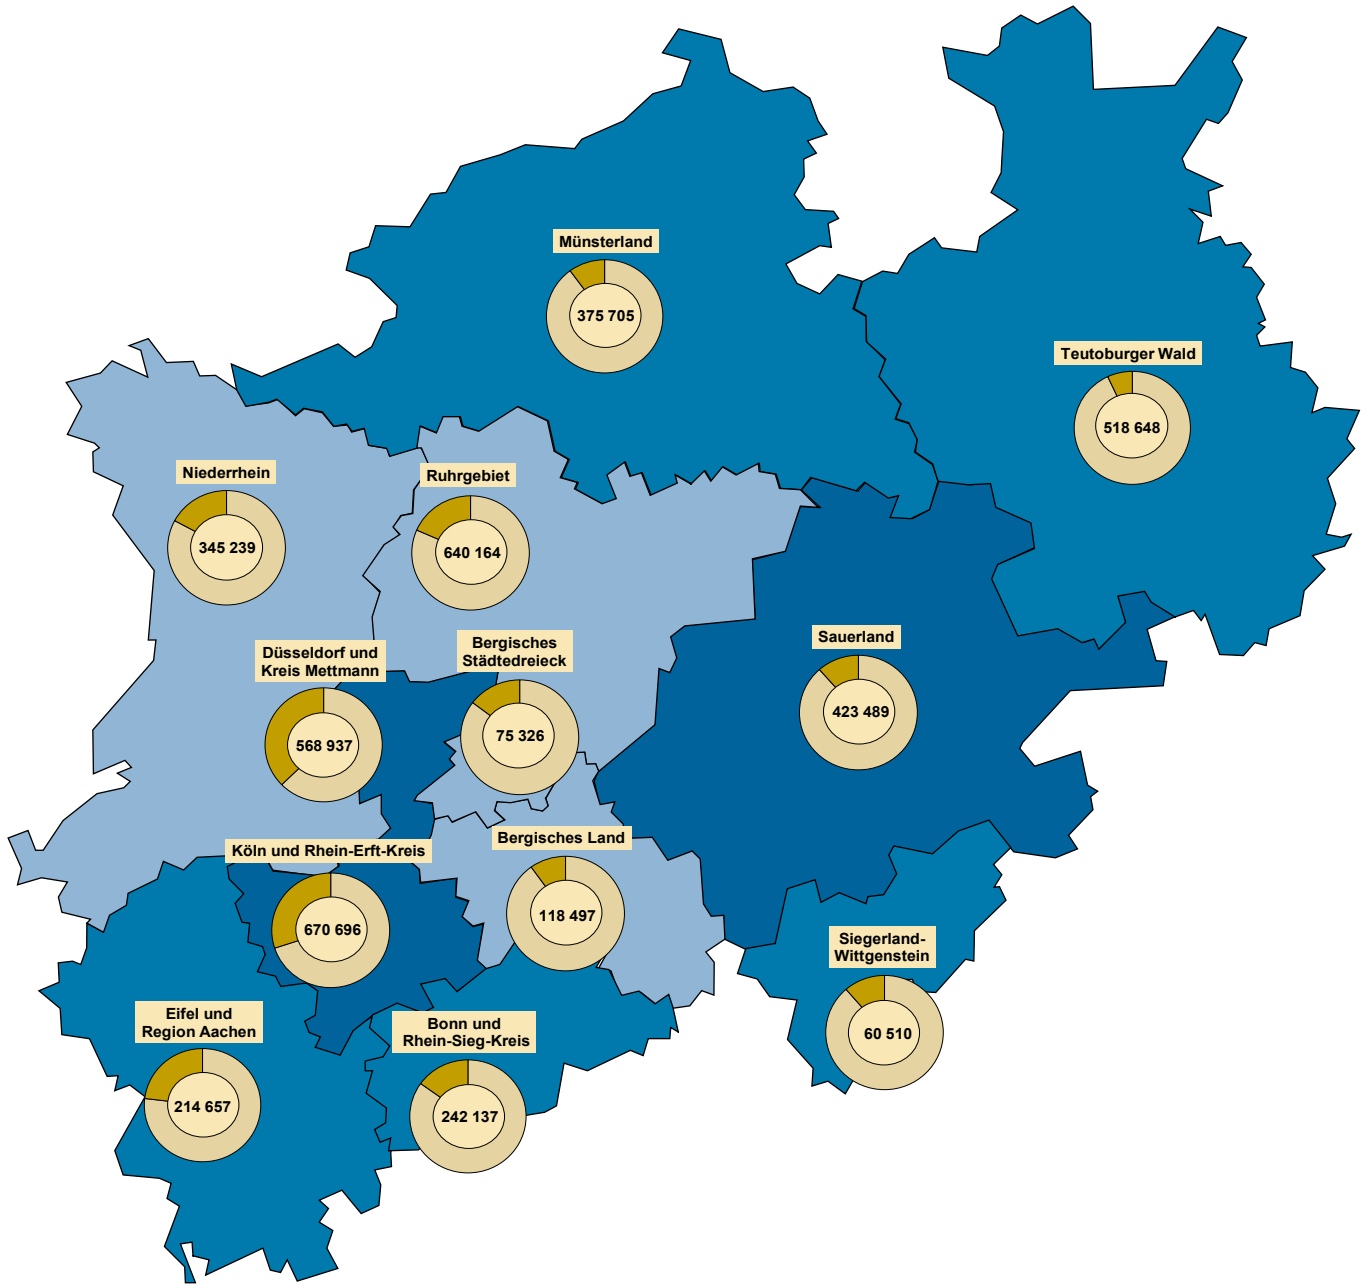 Münsterland
375 705
Teutoburger Wald
518 648
Niederrhein
345 239
Ruhrgebiet
640 164
Düsseldorf und
Kreis Mettmann
568 937
Bergisches
Städtedreieck
75 326
Sauerland
423 489
Köln und Rhein-Erft-Kreis
670 696
Bergisches Land
118 497
Siegerland-
Wittgenstein
60 510
Eifel und
Region Aachen
214 657
Bonn und
Rhein-Sieg-Kreis
242 137